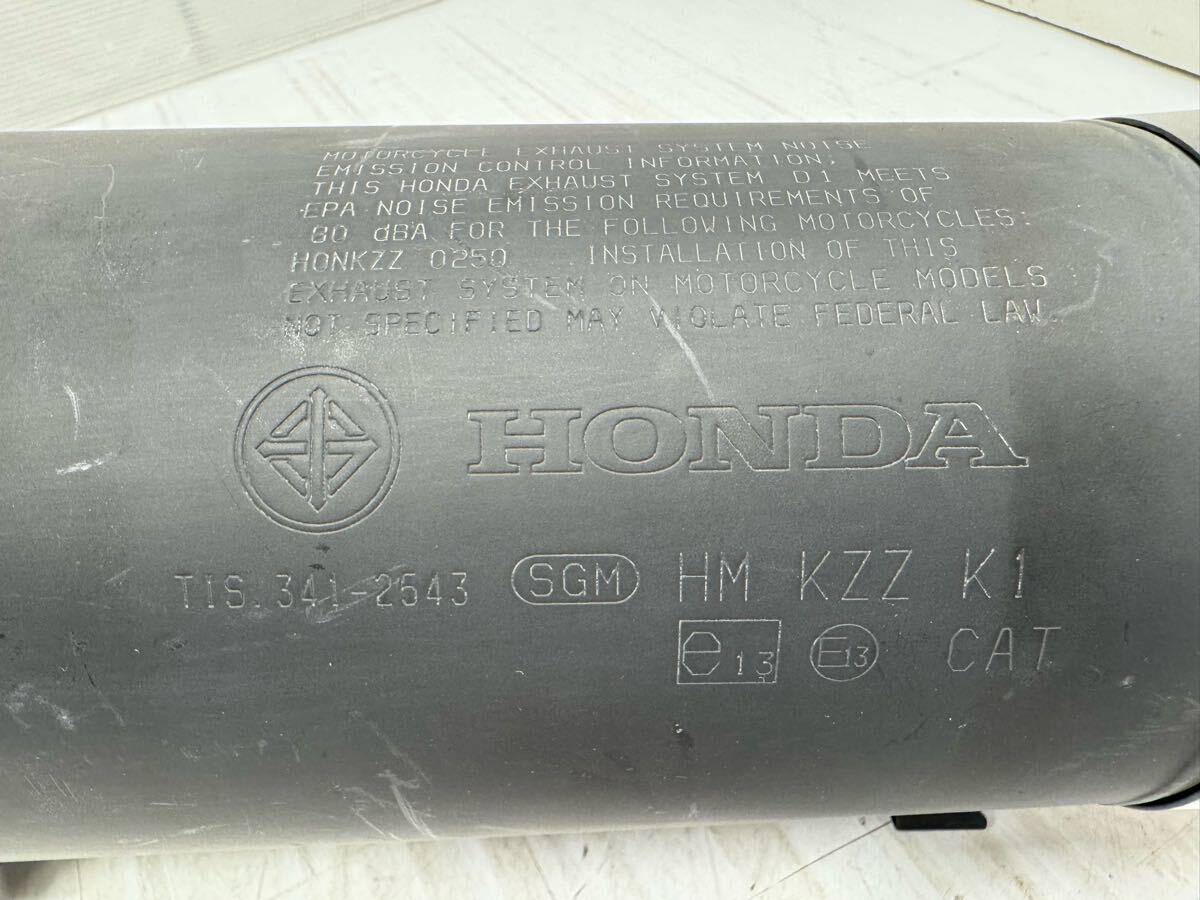 MOTORCYCLE EXHAUST SYSTEM NOISE
EMISSION CONTROL INFORMATION;
THIS HONDA EXHAUST SYSTEM D1 MEETS
EPA NOISE EMISSION REQUIREMENTS OF
80 dBA FOR THE FOLLOWING MOTORCYCLES:
HONKZZ 0250 INSTALLATION OF THIS
EXHAUST SYSTEM ON MOTORCYCLE MODELS
NOT SPECIFIED MAY VIOLATE FEDERAL LAW.
HONDA
TIS.341-2543 SGM HM KZZ K1
e13 E13 CAT